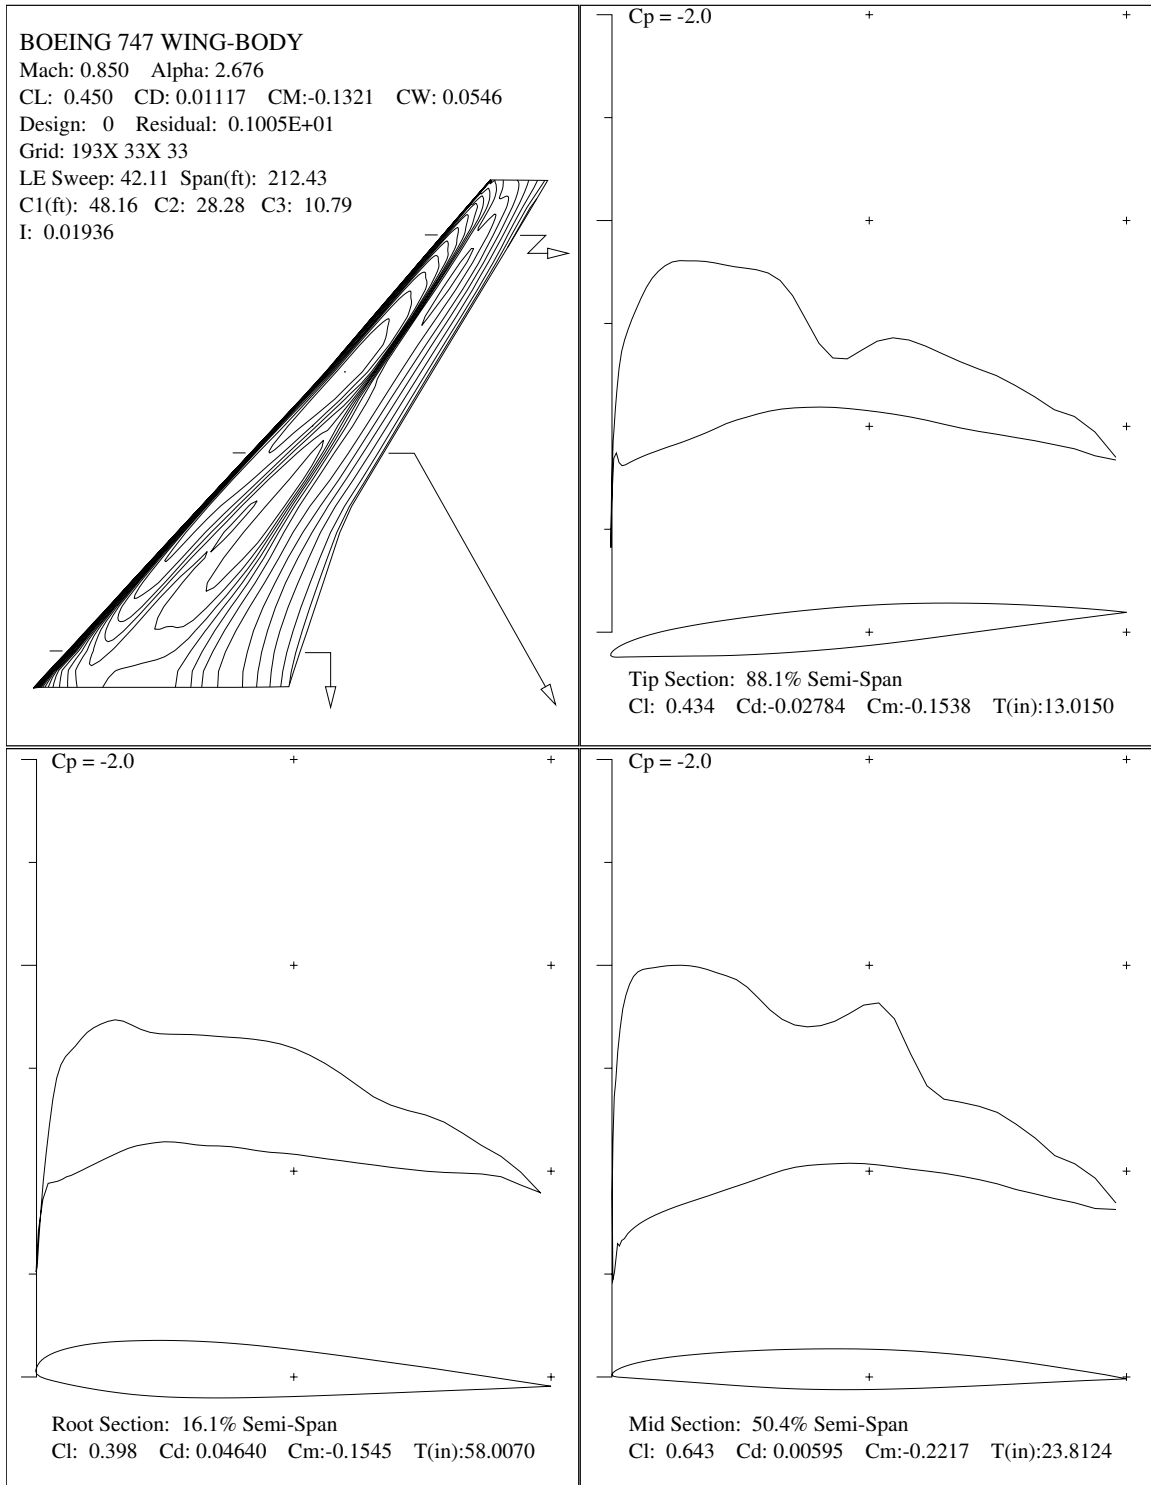 BOEING 747 WING-BODY
Mach: 0.850 Alpha: 2.676
CL: 0.450 CD: 0.01117 CM:-0.1321 CW: 0.0546
Design: 0 Residual: 0.1005E+01
Grid: 193X 33X 33
LE Sweep: 42.11 Span(ft): 212.43
C1(ft): 48.16 C2: 28.28 C3: 10.79
I: 0.01936
Cp = -2.0
Tip Section: 88.1% Semi-Span
Cl: 0.434 Cd:-0.02784 Cm:-0.1538 T(in):13.0150
Cp = -2.0
Root Section: 16.1% Semi-Span
Cl: 0.398 Cd: 0.04640 Cm:-0.1545 T(in):58.0070
Cp = -2.0
Mid Section: 50.4% Semi-Span
Cl: 0.643 Cd: 0.00595 Cm:-0.2217 T(in):23.8124